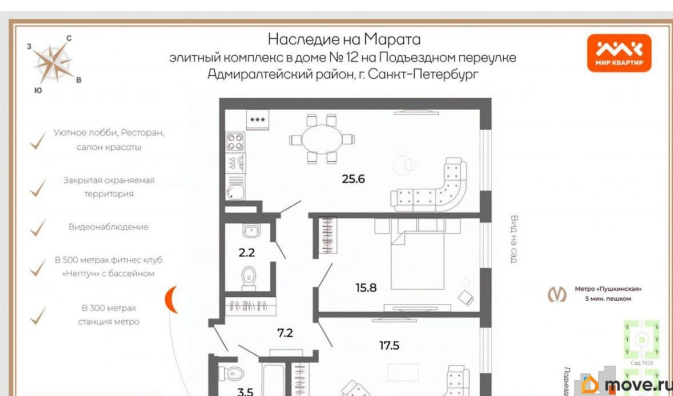 Наследие на Марата
элитный комплекс в доме № 12 на Подъездном переулке
Адмиралтейский район, г. Санкт-Петербург
МИР КВАРТИР
С
З
В
Ю
Уютное лобби, Ресторан,
салон красоты
Закрытая охраняемая
территория
Видеонаблюдение
В 500 метрах фитнес клуб
«Нептун» с бассейном
В 300 метрах
станция метро
25.6
2.2
15.8
7.2
17.5
3.5
Вид на сад
Метро «Пушкинская»
5 мин. пешком
Сад ТЮЗ
move.ru